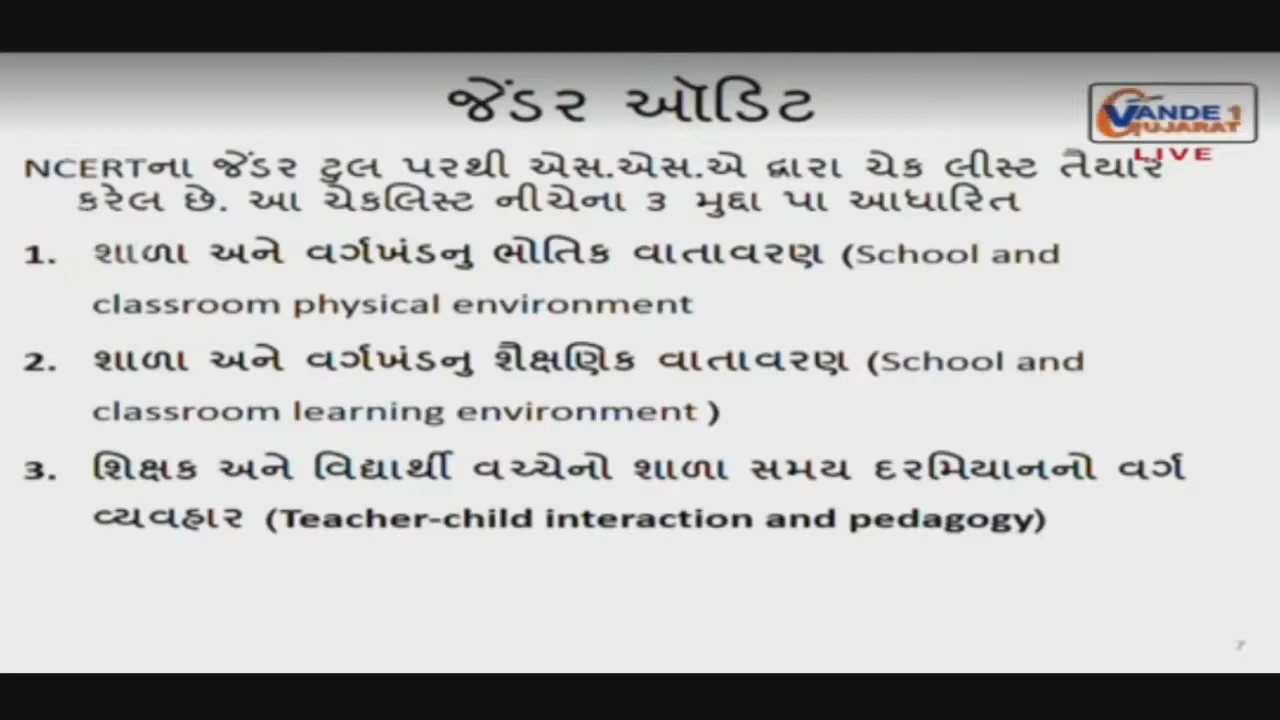 જેંડર ઑડિટ
VANDE 1
GUJARAT
LIVE
NCERTના જેંડર ટુલ પરથી એસ.એસ.એ દ્વારા ચેક લીસ્ટ તૈયાર
કરેલ છે. આ ચેકલિસ્ટ નીચેના 3 મુદ્દા પા આધારિત
1. શાળા અને વર્ગખંડનુ ભોતિક વાતાવરણ (School and
classroom physical environment
2. શાળા અને વર્ગખંડનુ શૈક્ષણિક વાતાવરણ (School and
classroom learning environment )
3. શિક્ષક અને વિદ્યાર્થી વચ્ચેનો શાળા સમય દરમિયાનનો વર્ગ
વ્યવહાર (Teacher-child interaction and pedagogy)
7